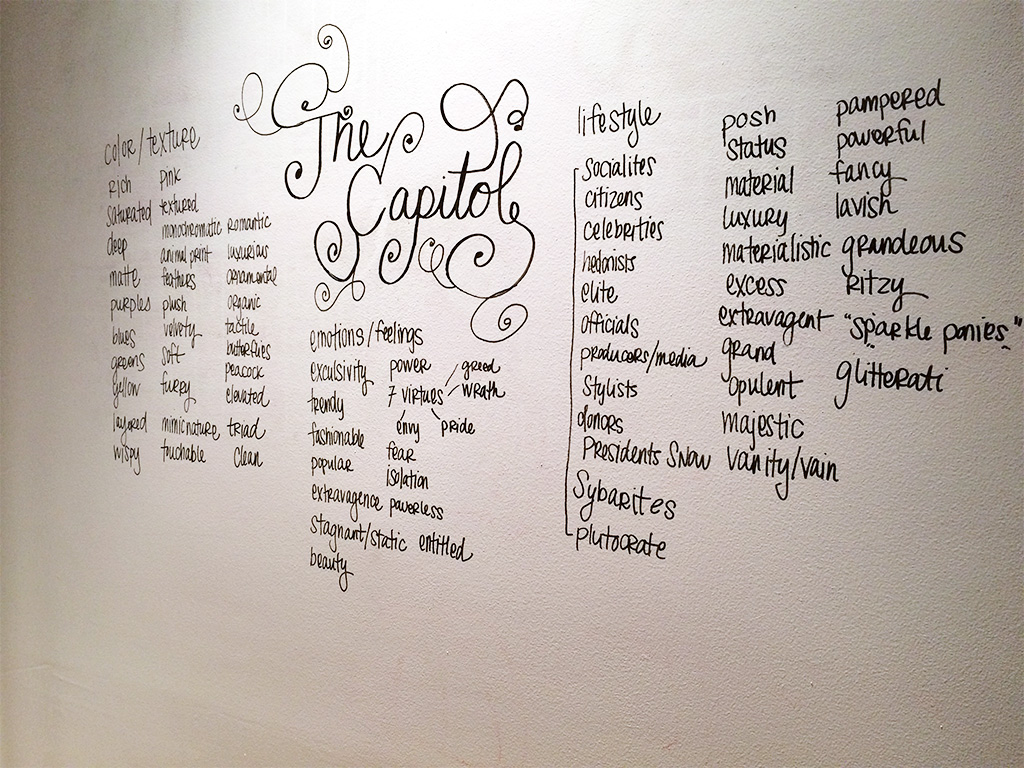 The
Capitol
color/texture
rich
saturated
deep
matte
purples
blues
greens
yellow
layered
wispy
pink
textured
monochromatic
animal print
feathers
plush
velvety
soft
furry
mimic nature
touchable
romantic
luxurius
ornamental
organic
tactile
butterflies
peacock
elevated
triad
clean
emotions/feelings
exculsivity
trendy
fashionable
popular
extravagence
stagnant/static
beauty
power
7 virtues
greed
wrath
envy
pride
fear
isolation
powerless
entitled
lifestyle
socialites
citizens
celeberties
hedonists
elite
officials
producers/media
stylists
donors
Presidents Snow
Sybarites
plutocrate
posh
status
material
luxury
materialistic
excess
extravagent
grand
opulent
majestic
vanity/vain
pampered
powerful
fancy
lavish
grandeous
ritzy
"sparkle ponies"
glitterati